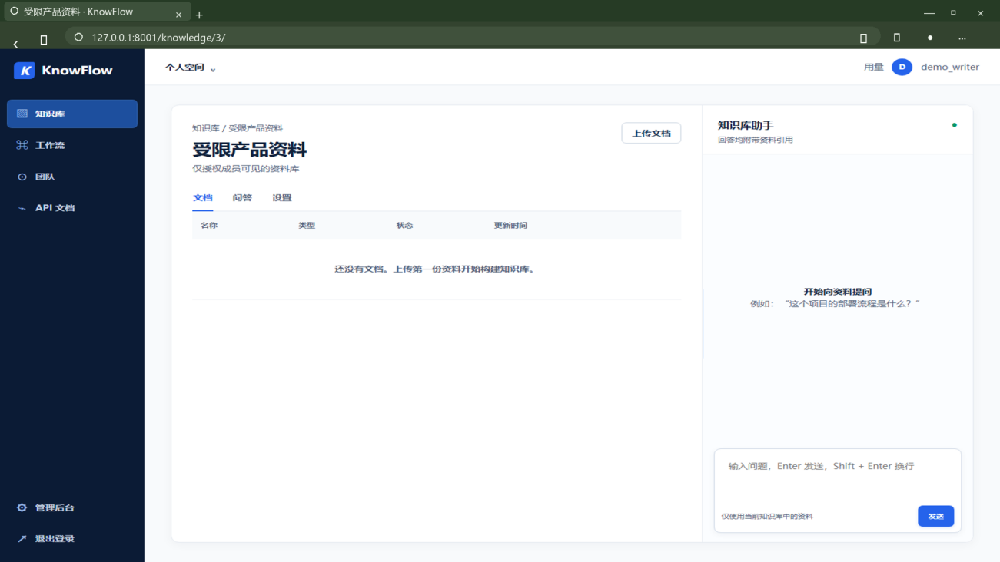 受限产品资料 · KnowFlow
127.0.0.1:8001/knowledge/3/
K KnowFlow
知识库
工作流
团队
API 文档
管理后台
退出登录
个人空间
用量 D demo_writer
知识库 / 受限产品资料
受限产品资料
仅授权成员可见的资料库
上传文档
文档 问答 设置
名称 类型 状态 更新时间
还没有文档。上传第一份资料开始构建知识库。
知识库助手
回答均附带资料引用
开始向资料提问
例如：“这个项目的部署流程是什么？”
输入问题，Enter 发送，Shift + Enter 换行
仅使用当前知识库中的资料
发送